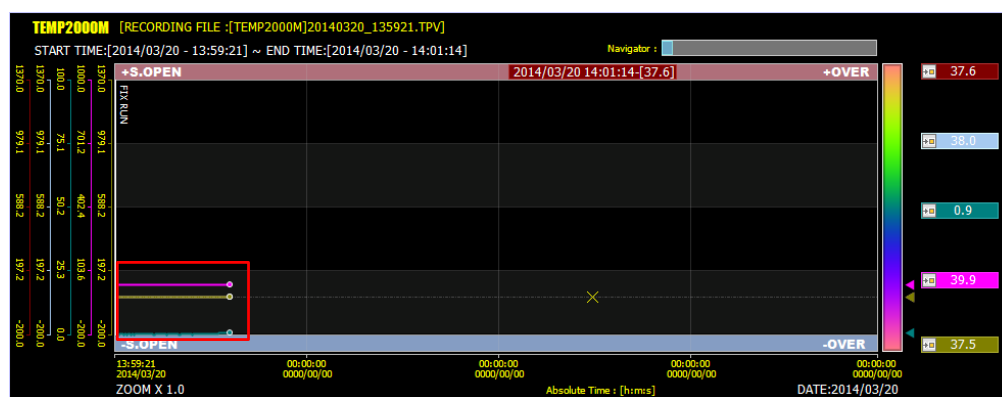 TEMP2000M [RECORDING FILE :[TEMP2000M]20140320_135921.TPV]
START TIME:[2014/03/20 - 13:59:21] ~ END TIME:[2014/03/20 - 14:01:14]
Navigator :
1370.0 1370.0 100.0 1000.0 1370.0
979.1 979.1 75.1 701.2 979.1
588.2 588.2 50.2 402.4 588.2
197.2 197.2 25.3 103.6 197.2
-200.0 -200.0 0.0 -200.0 -200.0
+S.OPEN 2014/03/20 14:01:14-[37.6] +OVER
FIX RUN
-S.OPEN -OVER
37.6
38.0
0.9
39.9
37.5
13:59:21 00:00:00 00:00:00 00:00:00 00:00:00
2014/03/20 0000/00/00 0000/00/00 0000/00/00 0000/00/00
ZOOM X 1.0 Absolute Time : [h:m:s] DATE:2014/03/20